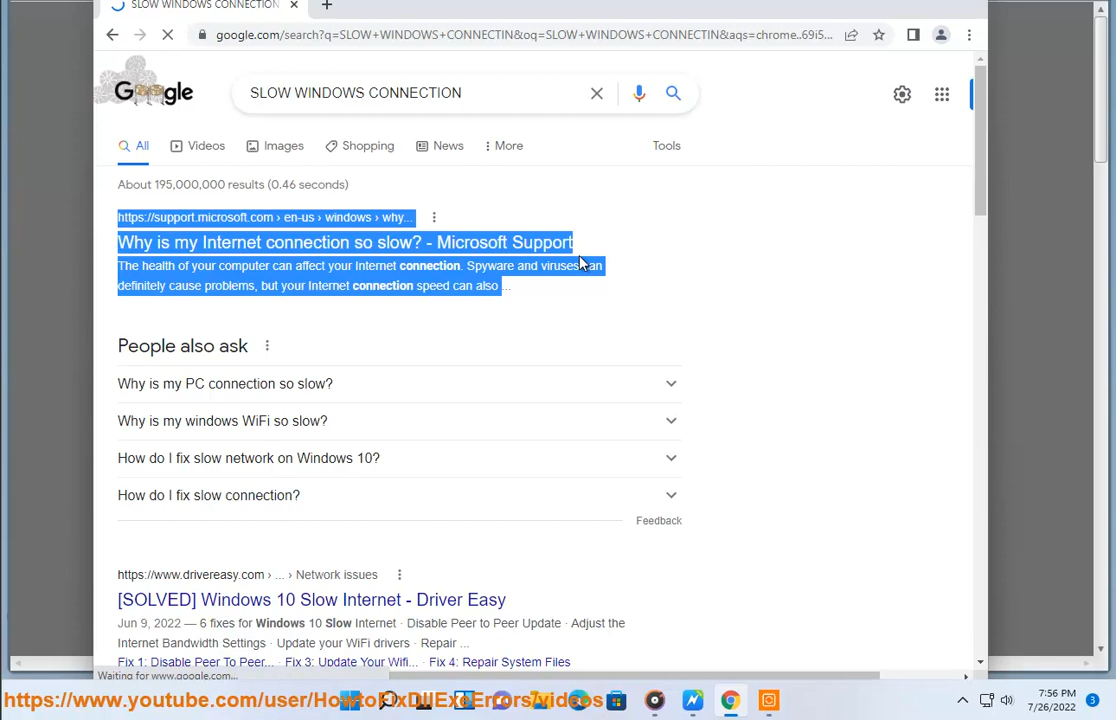 SLOW WINDOWS CONNECTION
google.com/search?q=SLOW+WINDOWS+CONNECTIN&oq=SLOW+WINDOWS+CONNECTIN&aqs=chrome..69i5...
Google
SLOW WINDOWS CONNECTION
All Videos Images Shopping News More Tools
About 195,000,000 results (0.46 seconds)
https://support.microsoft.com › en-us › windows › why...
Why is my Internet connection so slow? - Microsoft Support
The health of your computer can affect your Internet connection. Spyware and viruses can
definitely cause problems, but your Internet connection speed can also ...
People also ask
Why is my PC connection so slow?
Why is my windows WiFi so slow?
How do I fix slow network on Windows 10?
How do I fix slow connection?
Feedback
https://www.drivereasy.com › ... › Network issues
[SOLVED] Windows 10 Slow Internet - Driver Easy
Jun 9, 2022 — 6 fixes for Windows 10 Slow Internet · Disable Peer to Peer Update · Adjust the
Internet Bandwidth Settings · Update your WiFi drivers · Repair ...
Fix 1: Disable Peer To Peer... · Fix 3: Update Your Wifi... · Fix 4: Repair System Files
Waiting for www.google.com...
https://www.youtube.com/user/HowtoFixDllExeErrors/videos
7:56 PM
7/26/2022
3